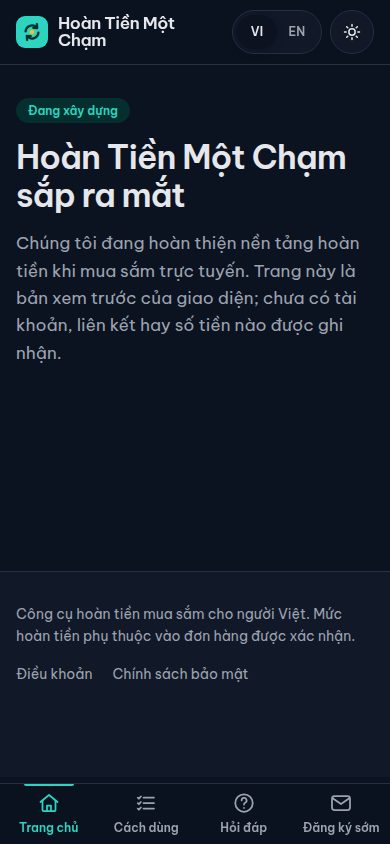 Hoàn Tiền Một
Chạm
VI
EN
Đang xây dựng
Hoàn Tiền Một Chạm
sắp ra mắt
Chúng tôi đang hoàn thiện nền tảng hoàn
tiền khi mua sắm trực tuyến. Trang này là
bản xem trước của giao diện; chưa có tài
khoản, liên kết hay số tiền nào được ghi
nhận.
Công cụ hoàn tiền mua sắm cho người Việt. Mức
hoàn tiền phụ thuộc vào đơn hàng được xác nhận.
Điều khoản
Chính sách bảo mật
Trang chủ
Cách dùng
Hỏi đáp
Đăng ký sớm